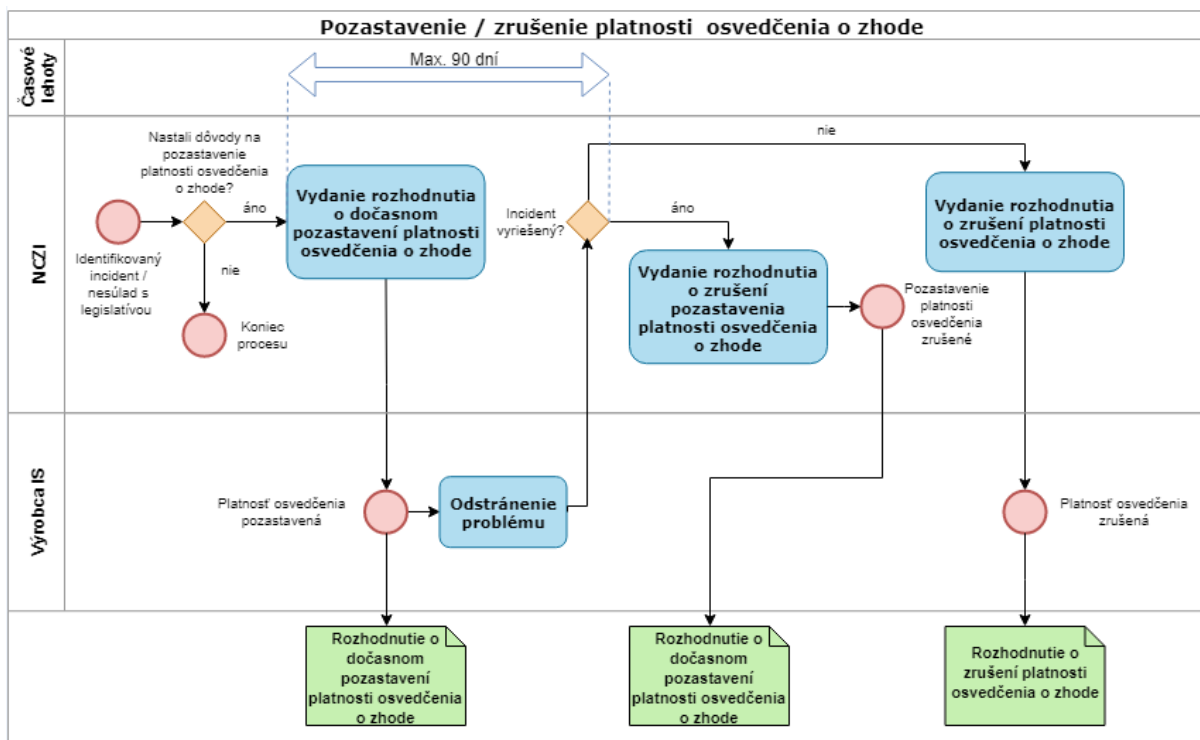 Pozastavenie / zrušenie platnosti osvedčenia o zhode
Časové
lehoty
Max. 90 dní
NCZI
Nastali dôvody na
pozastavenie
platnosti osvedčenia
o zhode?
áno
nie
Identifikovaný
incident /
nesúlad s
legislatívou
Koniec
procesu
Vydanie rozhodnutia
o dočasnom
pozastavení platnosti
osvedčenia o zhode
Incident
vyriešený?
áno
nie
Vydanie rozhodnutia
o zrušení
pozastavenia
platnosti osvedčenia
o zhode
Pozastavenie
platnosti
osvedčenia
zrušené
Vydanie rozhodnutia
o zrušení platnosti
osvedčenia o zhode
Výrobca IS
Platnosť osvedčenia
pozastavená
Odstránenie
problému
Platnosť osvedčenia
zrušená
Rozhodnutie o
dočasnom
pozastavení
platnosti osvedčenia
o zhode
Rozhodnutie o
dočasnom
pozastavení
platnosti osvedčenia
o zhode
Rozhodnutie o
zrušení platnosti
osvedčenia o zhode